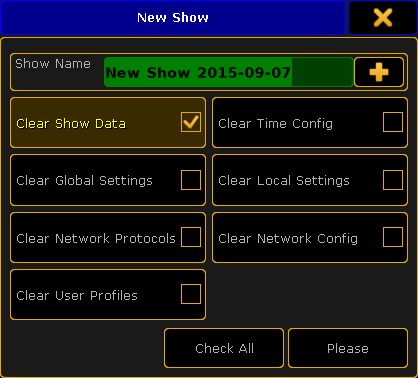 New Show
Show Name
New Show 2015-09-07
Clear Show Data
Clear Time Config
Clear Global Settings
Clear Local Settings
Clear Network Protocols
Clear Network Config
Clear User Profiles
Check All
Please